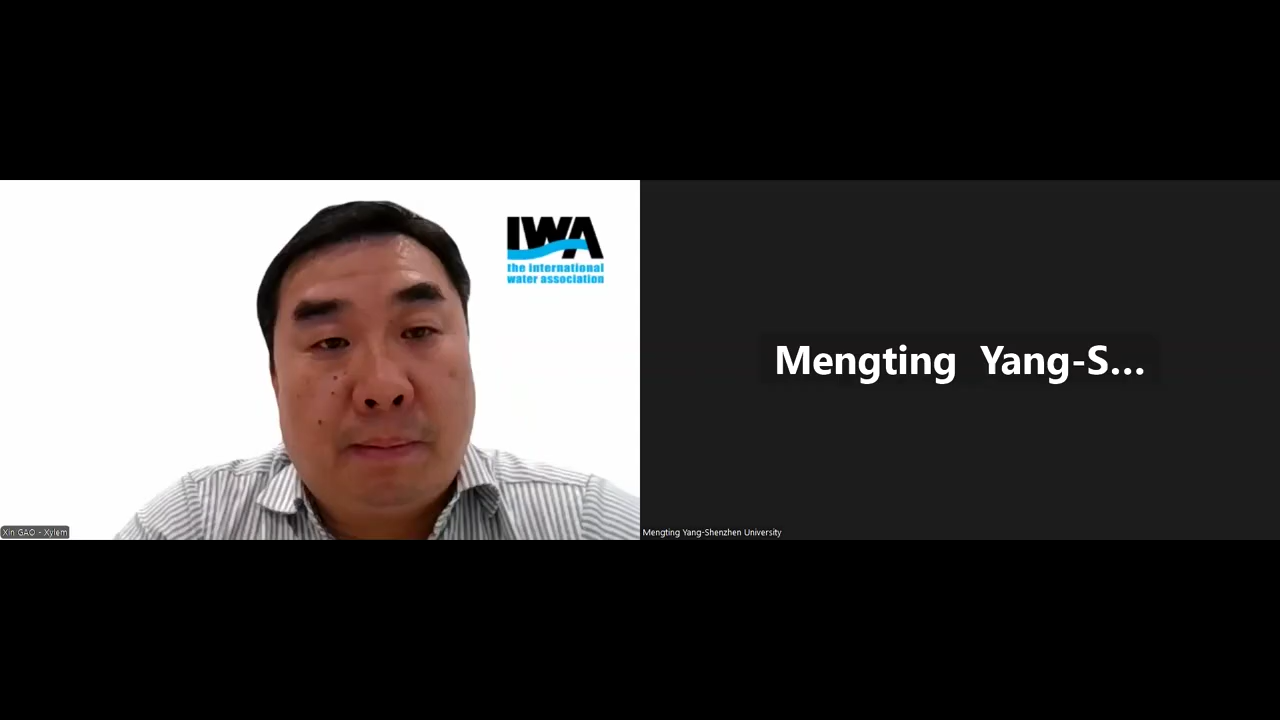 IWA
the international
water association
Mengting Yang-S...
Xin GAO - Xylem
Mengting Yang-Shenzhen University